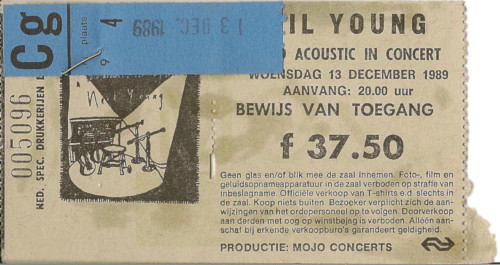 Cg
plaats
4
9
13 DEC. 1989
005096
NED. SPEC. DRUKKERIJEN
Neil Young
IL YOUNG
ACOUSTIC IN CONCERT
WOENSDAG 13 DECEMBER 1989
AANVANG: 20.00 uur
BEWIJS VAN TOEGANG
f 37.50
Geen glas en/of blik mee de zaal innemen. Foto-, film en
geluidsopnameapparatuur in de zaal verboden op straffe van
inbeslagname. Officiële verkoop van T-shirts e.d. slechts in
de zaal. Koop niets buiten. Bezoeker verplicht zich de aan-
wijzingen van het ordepersoneel op te volgen. Doorverkoop
aan derden met oog op winstbejag is verboden. Alléén aan-
schaf bij erkende verkoopburo's garandeert geldigheid.
PRODUCTIE: MOJO CONCERTS